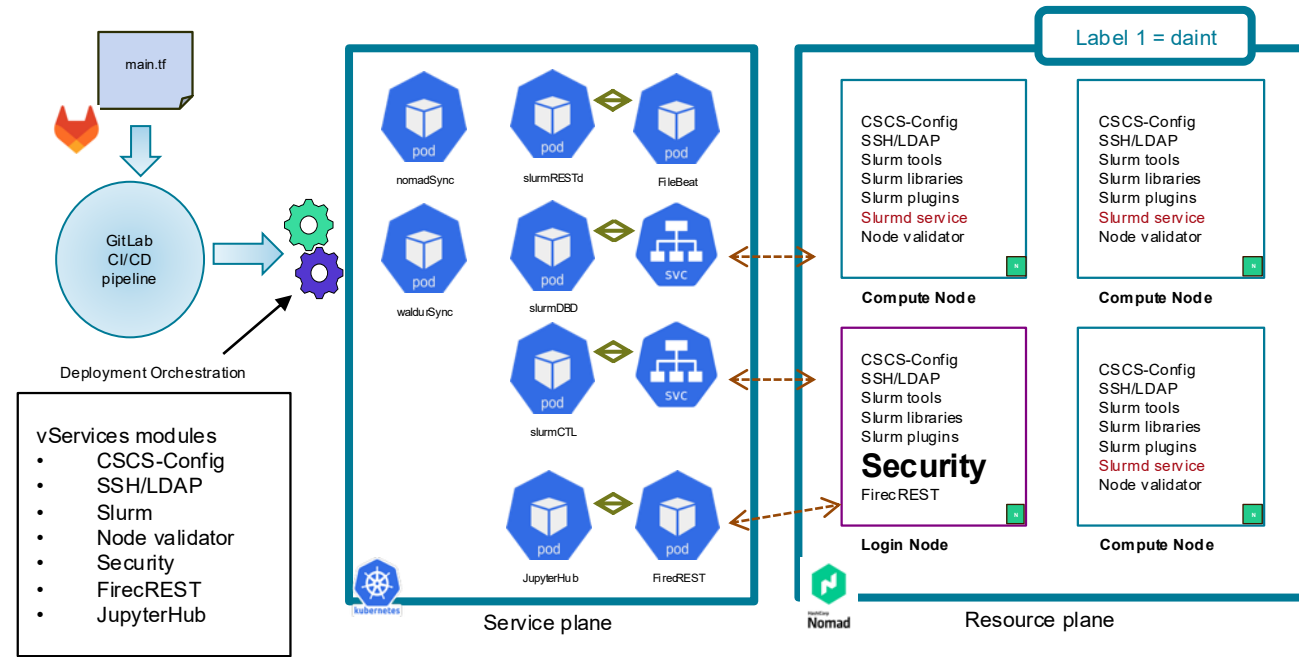 Label 1 = daint
main.tf
GitLab
CI/CD
pipeline
Deployment Orchestration
vServices modules
• CSCS-Config
• SSH/LDAP
• Slurm
• Node validator
• Security
• FirecREST
• JupyterHub
pod
nomadSync
pod
slurmRESTd
pod
FileBeat
pod
waldurSync
pod
slurmDBD
svc
pod
slurmCTL
svc
pod
JupyterHub
pod
FiredREST
kubernetes
Service plane
CSCS-Config
SSH/LDAP
Slurm tools
Slurm libraries
Slurm plugins
Slurmd service
Node validator
N
Compute Node
CSCS-Config
SSH/LDAP
Slurm tools
Slurm libraries
Slurm plugins
Slurmd service
Node validator
N
Compute Node
CSCS-Config
SSH/LDAP
Slurm tools
Slurm libraries
Slurm plugins
Security
FirecREST
N
Login Node
CSCS-Config
SSH/LDAP
Slurm tools
Slurm libraries
Slurm plugins
Slurmd service
Node validator
N
Compute Node
HashiCorp
Nomad
Resource plane